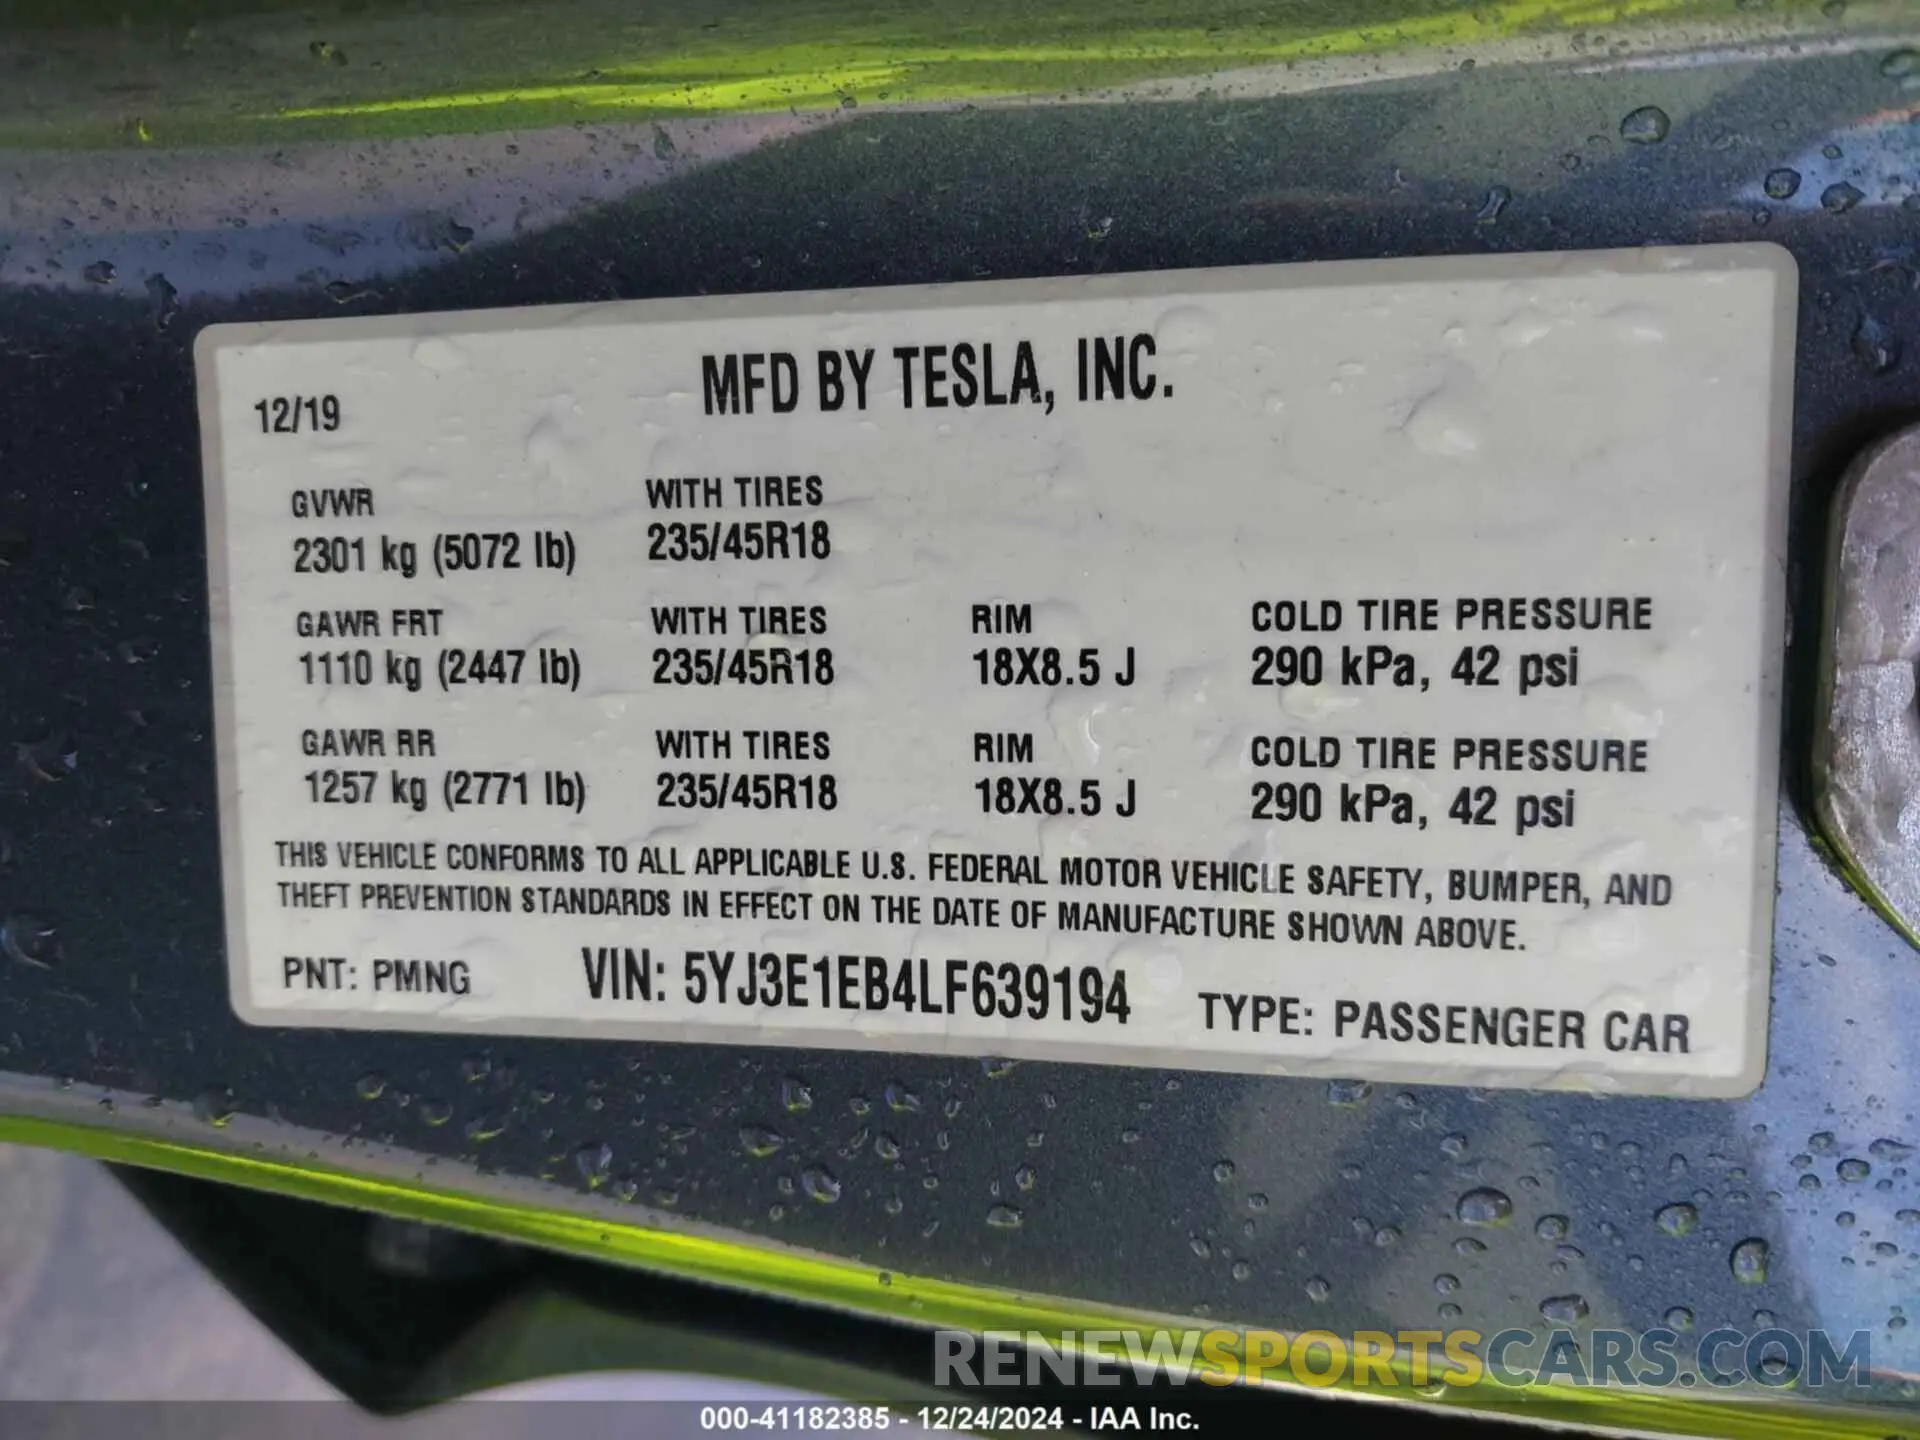 MFD BY TESLA, INC.
12/19
GVWR WITH TIRES
2301 kg (5072 lb) 235/45R18
GAWR FRT WITH TIRES RIM COLD TIRE PRESSURE
1110 kg (2447 lb) 235/45R18 18X8.5 J 290 kPa, 42 psi
GAWR RR WITH TIRES RIM COLD TIRE PRESSURE
1257 kg (2771 lb) 235/45R18 18X8.5 J 290 kPa, 42 psi
THIS VEHICLE CONFORMS TO ALL APPLICABLE U.S. FEDERAL MOTOR VEHICLE SAFETY, BUMPER, AND
THEFT PREVENTION STANDARDS IN EFFECT ON THE DATE OF MANUFACTURE SHOWN ABOVE.
PNT: PMNG VIN: 5YJ3E1EB4LF639194 TYPE: PASSENGER CAR
RENEWSPORTSCARS.COM
000-41182385 - 12/24/2024 - IAA Inc.